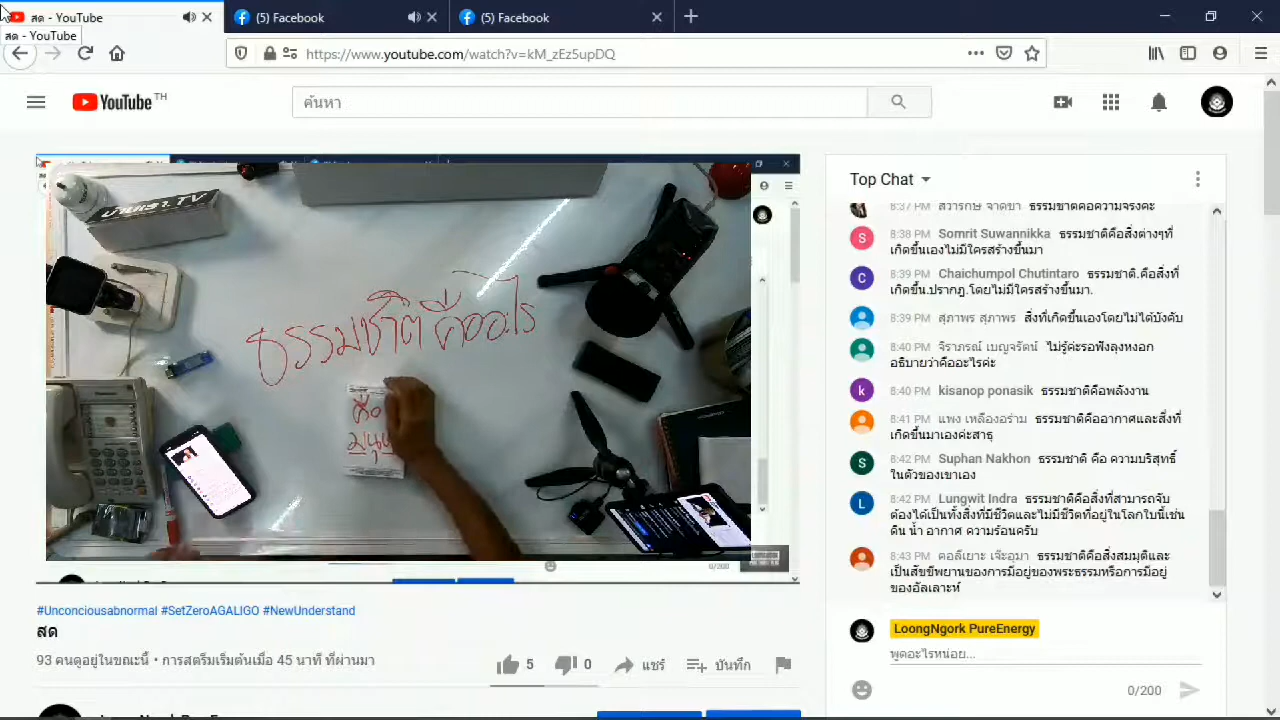 สด - YouTube
(5) Facebook
(5) Facebook
สด - YouTube
https://www.youtube.com/watch?v=kM_zEz5upDQ
YouTube TH
ค้นหา
บ้านเรา.TV
ธรรมชาติ คืออะไร
คือ
0/200
#Unconciousabnormal #SetZeroAGALIGO #NewUnderstand
สด
93 คนดูอยู่ในขณะนี้ • การสตรีมเริ่มต้นเมื่อ 45 นาที ที่ผ่านมา
5
0
แชร์
บันทึก
Top Chat
8:37 PM ธรรมชาติคือความจริงค่ะ
S
8:38 PM Somrit Suwannikka ธรรมชาติคือสิ่งต่างๆที่
เกิดขึ้นเองไม่มีใครสร้างขึ้นมา
C
8:39 PM Chaichumpol Chutintaro ธรรมชาติ.คือสิ่งที่
เกิดขึ้น.ปรากฏ.โดยไม่มีใครสร้างขึ้นมา.
8:39 PM สุภาพร สุภาพร สิ่งที่เกิดขึ้นเองโดยไม่ได้บังคับ
8:40 PM จิราภรณ์ เบญจรัตน์ ไม่รู้ค่ะรอฟังลุงหงอก
อธิบายว่าคืออะไรค่ะ
k
8:40 PM kisanop ponasik ธรรมชาติคือพลังงาน
8:41 PM แพง เหลืองอร่าม ธรรมชาติคืออากาศและสิ่งที่
เกิดขึ้นมาเองค่ะสาธุ
S
8:42 PM Suphan Nakhon ธรรมชาติ คือ ความบริสุทธิ์
ในตัวของเขาเอง
L
8:42 PM Lungwit Indra ธรรมชาติคือสิ่งที่สามารถจับ
ต้องได้เป็นทั้งสิ่งที่มีชีวิตและไม่มีชีวิตที่อยู่ในโลกใบนี้เช่น
ดิน น้ำ อากาศ ความร้อนครับ
8:43 PM คอลีเยาะ เจ๊ะอุมา ธรรมชาติคือสิ่งสมมุติและ
เป็นสัขขีพยานของการมีอยู่ของพระธรรมหรือการมีอยู่
ของอัลเลาะห์
LoongNgork PureEnergy
พูดอะไรหน่อย...
0/200